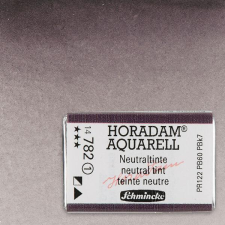 HORADAM®
AQUARELL
Neutraltinte
neutral tint
teinte neutre
Schmincke
14 782 ①
★★★
PR122 PB60 PBk7